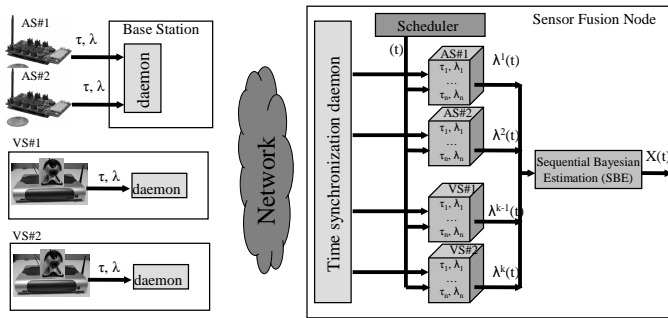 AS#1
τ, λ
AS#2
τ, λ
Base Station
daemon
VS#1
τ, λ
daemon
VS#2
τ, λ
daemon
Network
Sensor Fusion Node
Time synchronization daemon
Scheduler
(t)
AS#1
τ₁, λ₁
...
τₙ, λₙ
λ¹(t)
AS#2
τ₁, λ₁
...
τₙ, λₙ
λ²(t)
VS#1
τ₁, λ₁
...
τₙ, λₙ
λᵏ⁻¹(t)
VS#2
τ₁, λ₁
...
τₙ, λₙ
λᵏ(t)
Sequential Bayesian
Estimation (SBE)
X(t)